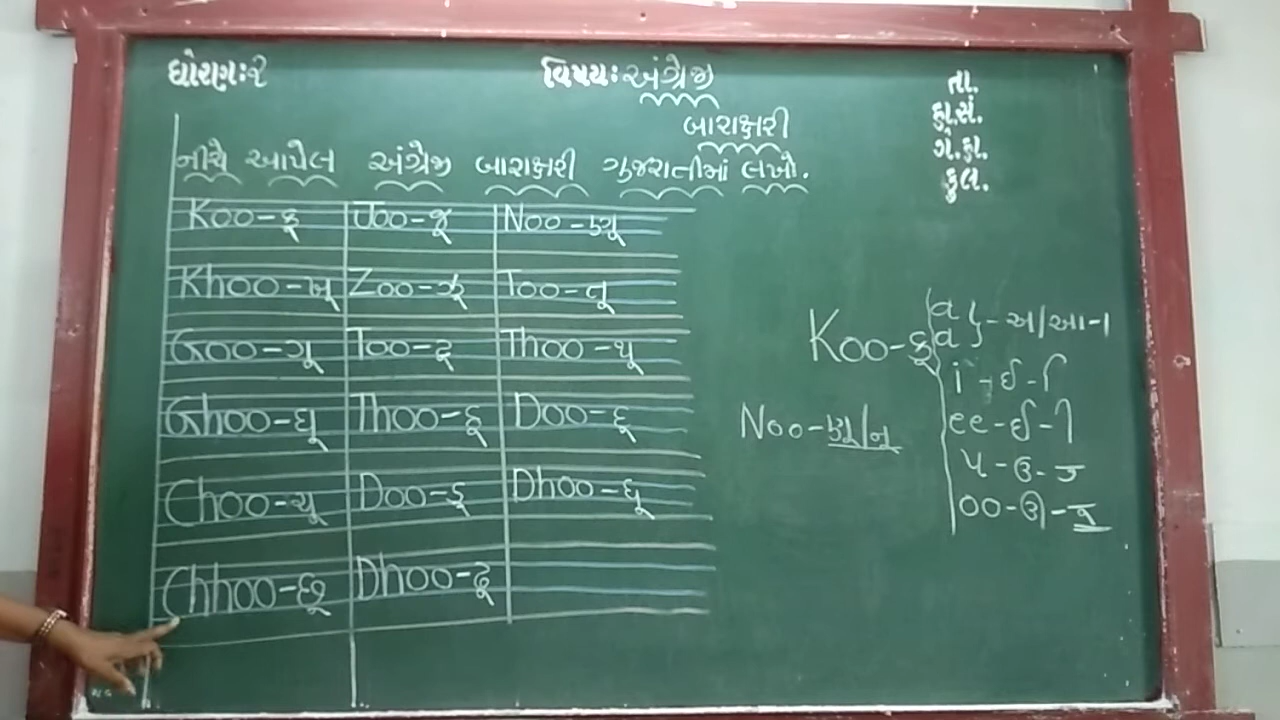 ધોરણ:૨ વિષય: અંગ્રેજી તા.
બારાક્ષરી હા.સં.
ગે.હા.
કુલ.
નીચે આપેલ અંગ્રેજી બારાક્ષરી ગુજરાતીમાં લખો.
Koo-કૂ Joo-જૂ Noo-ણૂ
Khoo-ખૂ Zoo-ઝૂ Too-તૂ
Goo-ગૂ Too-ટૂ Thoo-થૂ
Ghoo-ઘૂ Thoo-ઠૂ Doo-દૂ
Choo-ચૂ Doo-ડૂ Dhoo-ધૂ
Chhoo-છૂ Dhoo-ઢૂ
Koo-કૂ
Noo-ણૂ/નૂ
a
a } - અ/આ-ા
i - ઇ - િ
ee - ઈ - ી
u - ઉ - ુ
oo - ઊ - ૂ